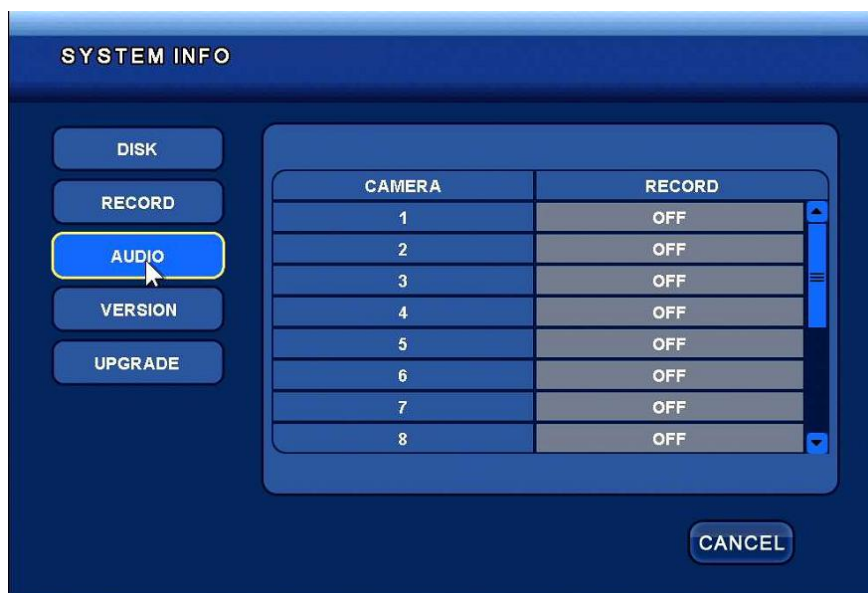 SYSTEM INFO
DISK
RECORD
AUDIO
VERSION
UPGRADE
CAMERA RECORD
1 OFF
2 OFF
3 OFF
4 OFF
5 OFF
6 OFF
7 OFF
8 OFF
CANCEL